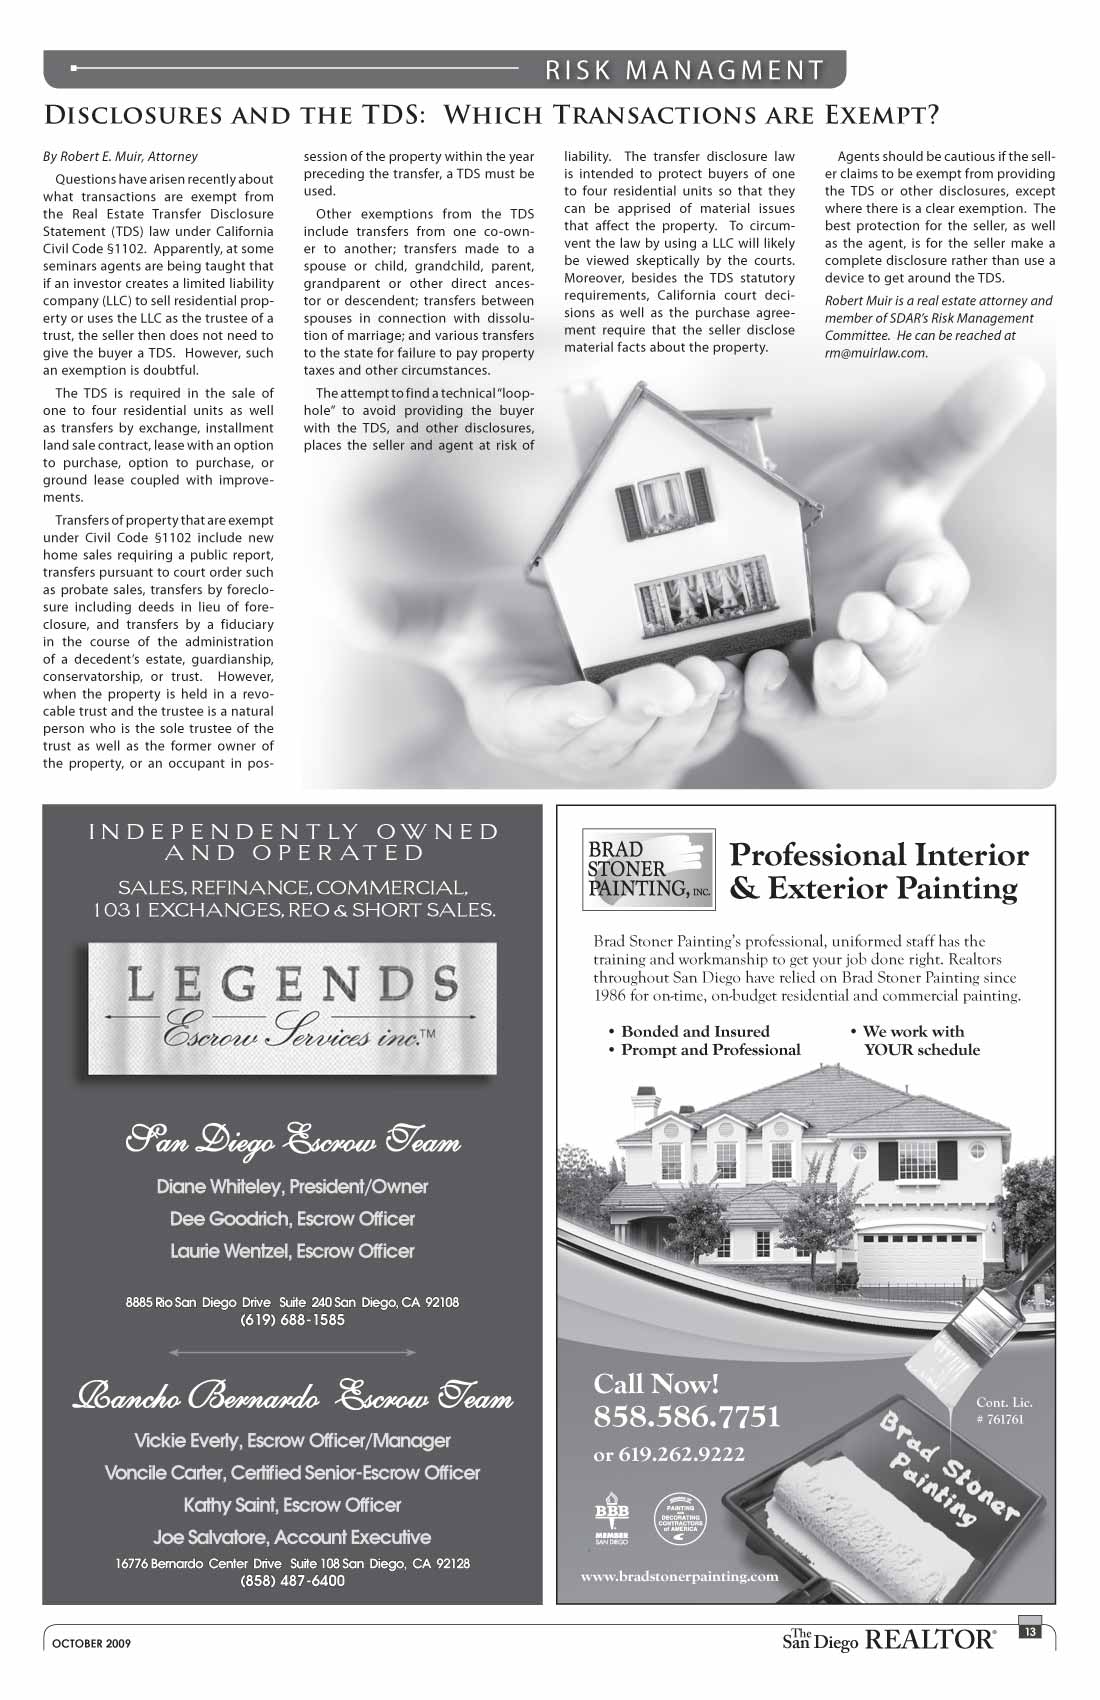 RISK MANAGMENT
DISCLOSURES AND THE TDS: WHICH TRANSACTIONS ARE EXEMPT?
By Robert E. Muir, Attorney
Questions have arisen recently about
what transactions are exempt from
the Real Estate Transfer Disclosure
Statement (TDS) law under California
Civil Code §1102. Apparently, at some
seminars agents are being taught that
if an investor creates a limited liability
company (LLC) to sell residential prop-
erty or uses the LLC as the trustee of a
trust, the seller then does not need to
give the buyer a TDS. However, such
an exemption is doubtful.
The TDS is required in the sale of
one to four residential units as well
as transfers by exchange, installment
land sale contract, lease with an option
to purchase, option to purchase, or
ground lease coupled with improve-
ments.
Transfers of property that are exempt
under Civil Code §1102 include new
home sales requiring a public report,
transfers pursuant to court order such
as probate sales, transfers by foreclo-
sure including deeds in lieu of fore-
closure, and transfers by a fiduciary
in the course of the administration
of a decedent's estate, guardianship,
conservatorship, or trust. However,
when the property is held in a revo-
cable trust and the trustee is a natural
person who is the sole trustee of the
trust as well as the former owner of
the property, or an occupant in pos-
session of the property within the year
preceding the transfer, a TDS must be
used.
Other exemptions from the TDS
include transfers from one co-own-
er to another; transfers made to a
spouse or child, grandchild, parent,
grandparent or other direct ances-
tor or descendent; transfers between
spouses in connection with dissolu-
tion of marriage; and various transfers
to the state for failure to pay property
taxes and other circumstances.
The attempt to find a technical "loop-
hole" to avoid providing the buyer
with the TDS, and other disclosures,
places the seller and agent at risk of
liability. The transfer disclosure law
is intended to protect buyers of one
to four residential units so that they
can be apprised of material issues
that affect the property. To circum-
vent the law by using a LLC will likely
be viewed skeptically by the courts.
Moreover, besides the TDS statutory
requirements, California court deci-
sions as well as the purchase agree-
ment require that the seller disclose
material facts about the property.
Agents should be cautious if the sell-
er claims to be exempt from providing
the TDS or other disclosures, except
where there is a clear exemption. The
best protection for the seller, as well
as the agent, is for the seller make a
complete disclosure rather than use a
device to get around the TDS.
Robert Muir is a real estate attorney and
member of SDAR's Risk Management
Committee. He can be reached at
rm@muirlaw.com.
INDEPENDENTLY OWNED
AND OPERATED
SALES, REFINANCE, COMMERCIAL,
1031 EXCHANGES, REO & SHORT SALES.
LEGENDS
Escrow Services inc.™
San Diego Escrow Team
Diane Whiteley, President/Owner
Dee Goodrich, Escrow Officer
Laurie Wentzel, Escrow Officer
8885 Rio San Diego Drive Suite 240 San Diego, CA 92108
(619) 688-1585
Rancho Bernardo Escrow Team
Vickie Everly, Escrow Officer/Manager
Voncile Carter, Certified Senior-Escrow Officer
Kathy Saint, Escrow Officer
Joe Salvatore, Account Executive
16776 Bernardo Center Drive Suite 108 San Diego, CA 92128
(858) 487-6400
BRAD
STONER
PAINTING, INC.
Professional Interior
& Exterior Painting
Brad Stoner Painting's professional, uniformed staff has the
training and workmanship to get your job done right. Realtors
throughout San Diego have relied on Brad Stoner Painting since
1986 for on-time, on-budget residential and commercial painting.
• Bonded and Insured
• Prompt and Professional
• We work with
YOUR schedule
Call Now!
858.586.7751
or 619.262.9222
Cont. Lic.
# 761761
Brad Stoner
Painting
BBB
MEMBER
SAN DIEGO
PAINTING
DECORATING
CONTRACTORS
of AMERICA
www.bradstonerpainting.com
OCTOBER 2009
The San Diego REALTOR®
13